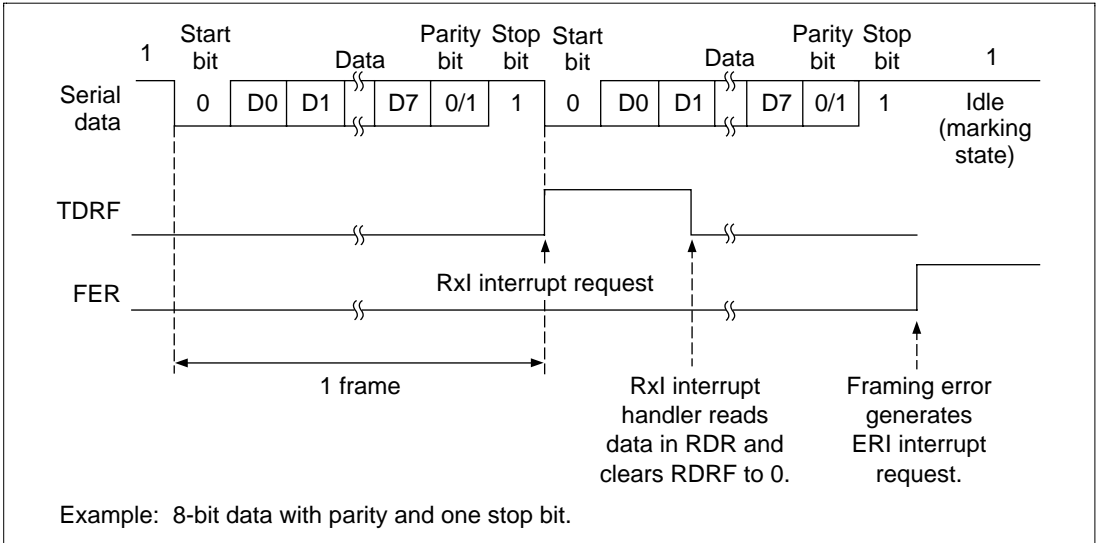 1 Start bit Data Parity bit Stop bit Start bit Data Parity bit Stop bit 1
Serial data 0 D0 D1 D7 0/1 1 0 D0 D1 D7 0/1 1 Idle (marking state)
TDRF
RxI interrupt request
FER
1 frame
RxI interrupt
handler reads
data in RDR and
clears RDRF to 0.
Framing error
generates
ERI interrupt
request.
Example: 8-bit data with parity and one stop bit.